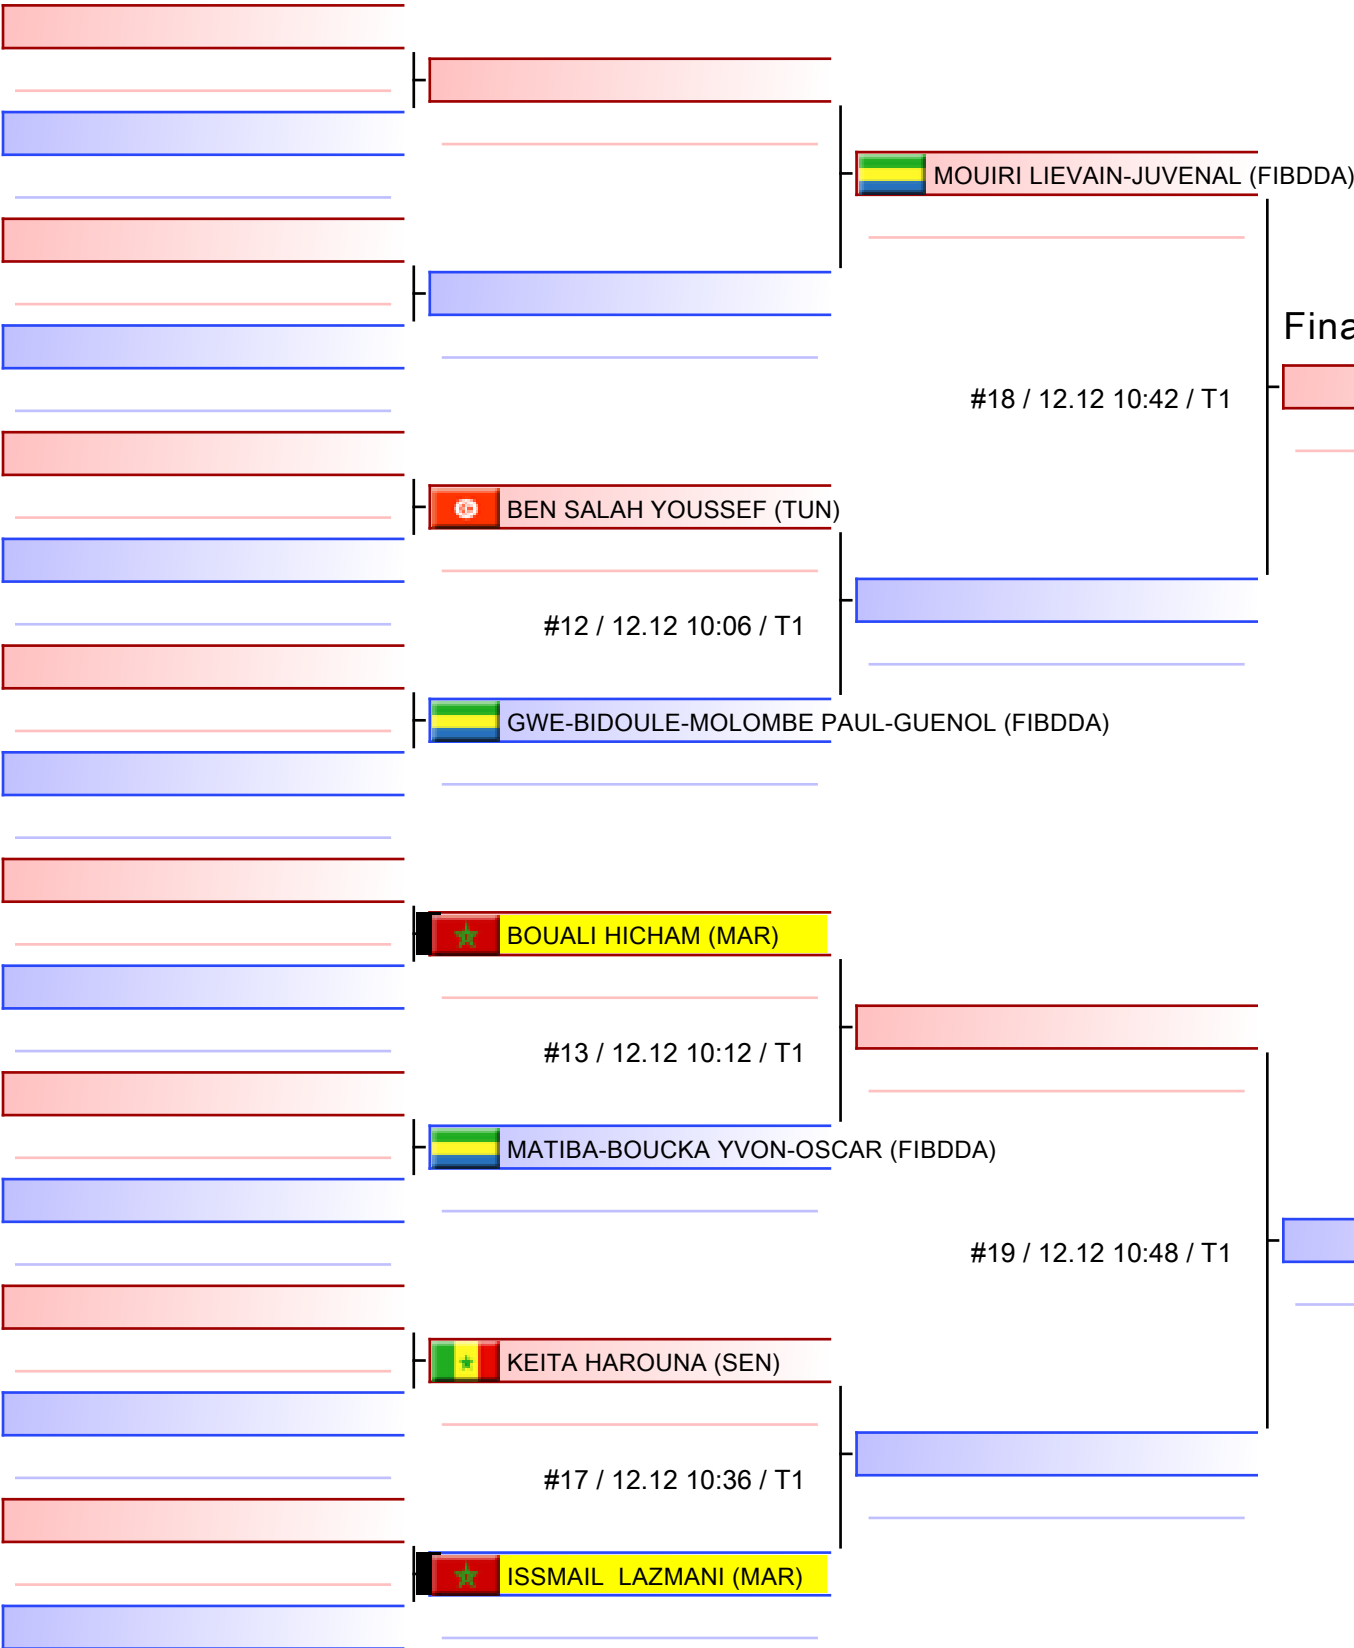 MOUIRI LIEVAIN-JUVENAL (FIBDDA)
Fina
#18 / 12.12 10:42 / T1
BEN SALAH YOUSSEF (TUN)
#12 / 12.12 10:06 / T1
GWE-BIDOULE-MOLOMBE PAUL-GUENOL (FIBDDA)
BOUALI HICHAM (MAR)
#13 / 12.12 10:12 / T1
MATIBA-BOUCKA YVON-OSCAR (FIBDDA)
#19 / 12.12 10:48 / T1
KEITA HAROUNA (SEN)
#17 / 12.12 10:36 / T1
ISSMAIL  LAZMANI (MAR)